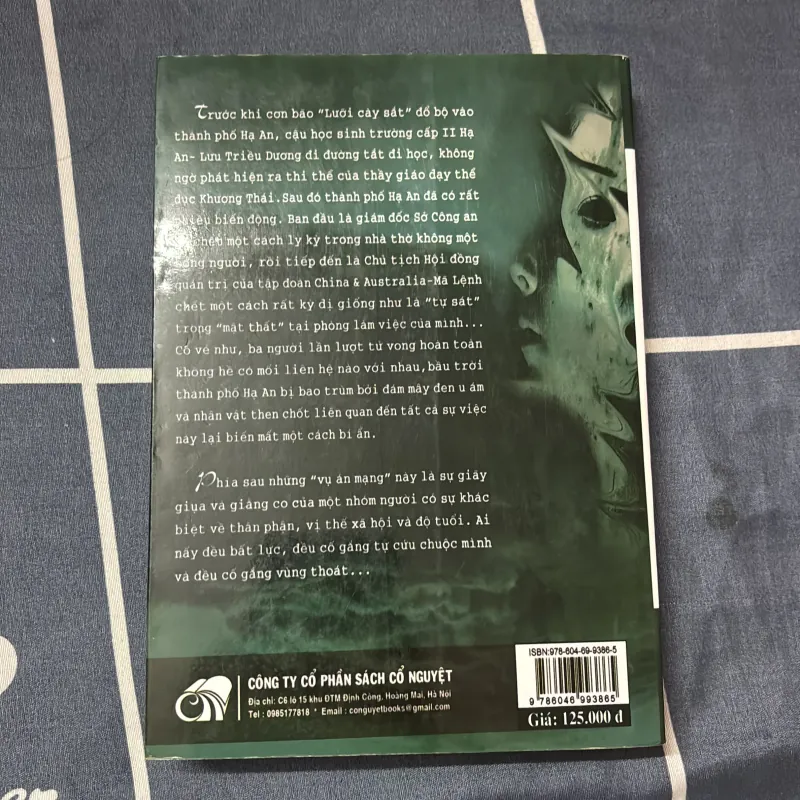 Trước khi cơn bão "Lưỡi cày sắt" đổ bộ vào
thành phố Hạ An, cậu học sinh trường cấp II Hạ
An- Lưu Triều Dương đi đường tắt đi học, không
ngờ phát hiện ra thi thể của thầy giáo dạy thể
dục Khương Thái.Sau đó thành phố Hạ An đã có rất
nhiều biến động. Ban đầu là giám đốc Sở Công an
chết một cách ly kỳ trong nhà thờ không một
bóng người, rồi tiếp đến là Chủ tịch Hội đồng
quản trị của tập đoàn China & Australia-Mã Lệnh
chết một cách rất kỳ dị giống như là "tự sát"
trong "mật thất" tại phòng làm việc của mình...
Có vẻ như, ba người lần lượt tử vong hoàn toàn
không hề có mối liên hệ nào với nhau,bầu trời
thành phố Hạ An bị bao trùm bởi đám mây đen u ám
và nhân vật then chốt liên quan đến tất cả sự việc
này lại biến mất một cách bí ẩn.
Phía sau những "vụ án mạng" này là sự giãy
giụa và giằng co của một nhóm người có sự khác
biệt về thân phận, vị thế xã hội và độ tuổi. Ai
nấy đều bất lực, đều cố gắng tự cứu chuộc mình
và đều cố gắng vùng thoát...
CÔNG TY CỔ PHẦN SÁCH CỔ NGUYỆT
Địa chỉ: C6 lô 15 khu ĐTM Định Công, Hoàng Mai, Hà Nội
Tel : 0985177818 * Email : conguyetbooks@gmail.com
ISBN:978-604-69-9386-5
9 786046 993865
Giá: 125.000 đ